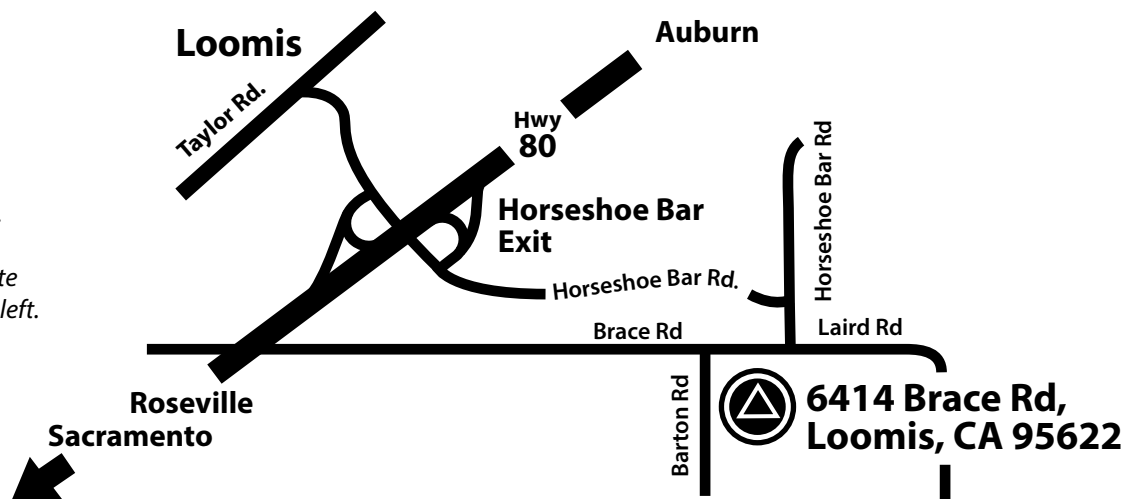 Loomis
Auburn
Taylor Rd.
Hwy
80
Horseshoe Bar
Exit
Horseshoe Bar Rd
Horseshoe Bar Rd.
left.
Brace Rd
Laird Rd
Roseville
Sacramento
Barton Rd
6414 Brace Rd,
Loomis, CA 95622